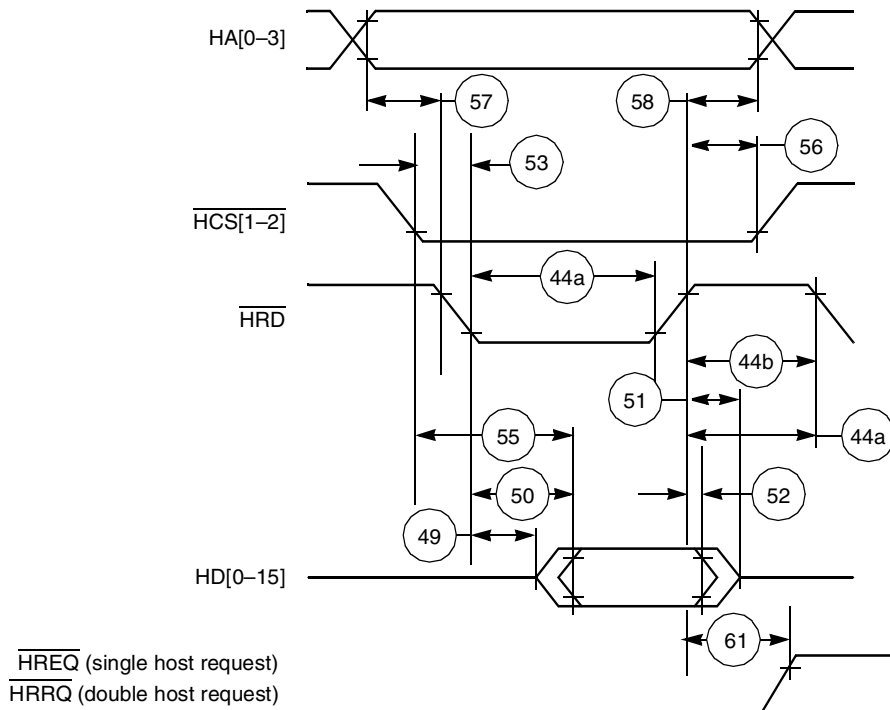 HA[0–3]
57
58
53
56
HCS[1–2]
44a
HRD
44b
51
55
44a
50
52
49
HD[0–15]
61
HREQ (single host request)
HRRQ (double host request)